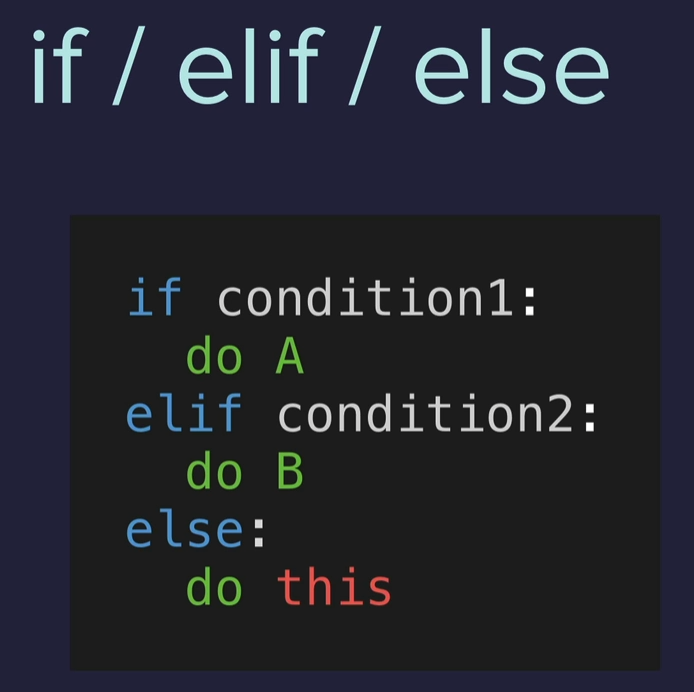 if / elif / else
if condition1:
  do A
elif condition2:
  do B
else:
  do this